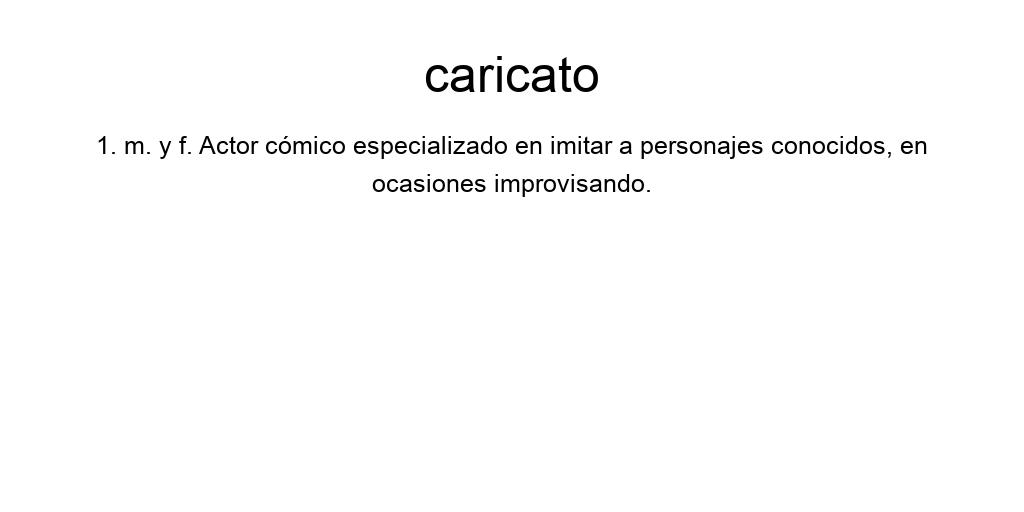 caricato
1. m. y f. Actor cómico especializado en imitar a personajes conocidos, en
ocasiones improvisando.